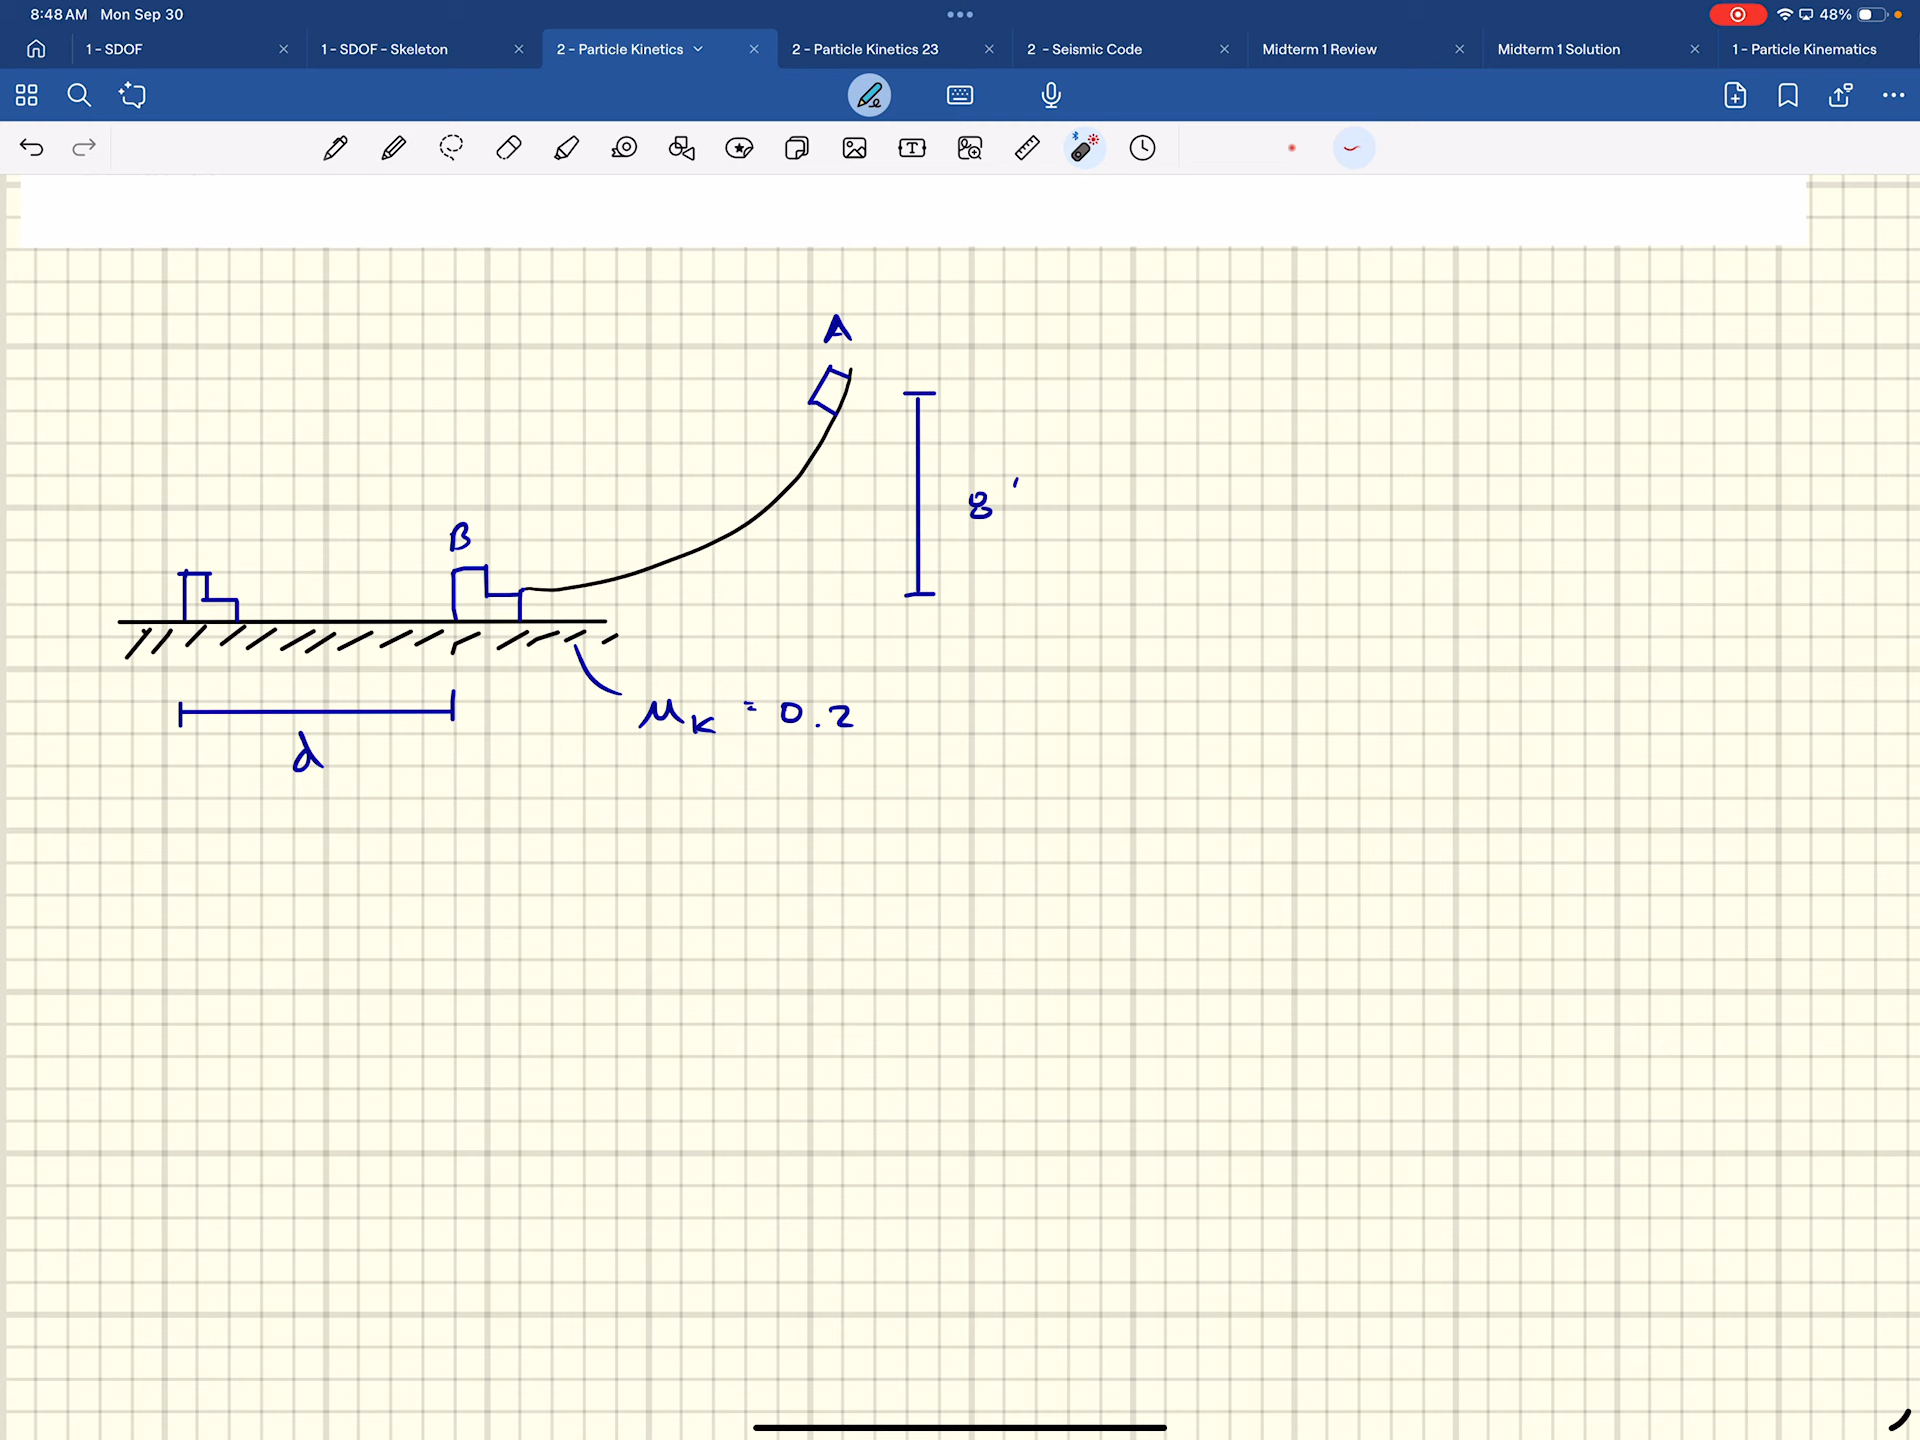 8:48 AM Mon Sep 30
48%
1 - SDOF
1 - SDOF - Skeleton
2 - Particle Kinetics
2 - Particle Kinetics 23
2 - Seismic Code
Midterm 1 Review
Midterm 1 Solution
1 - Particle Kinematics
A
8'
B
μK = 0.2
d